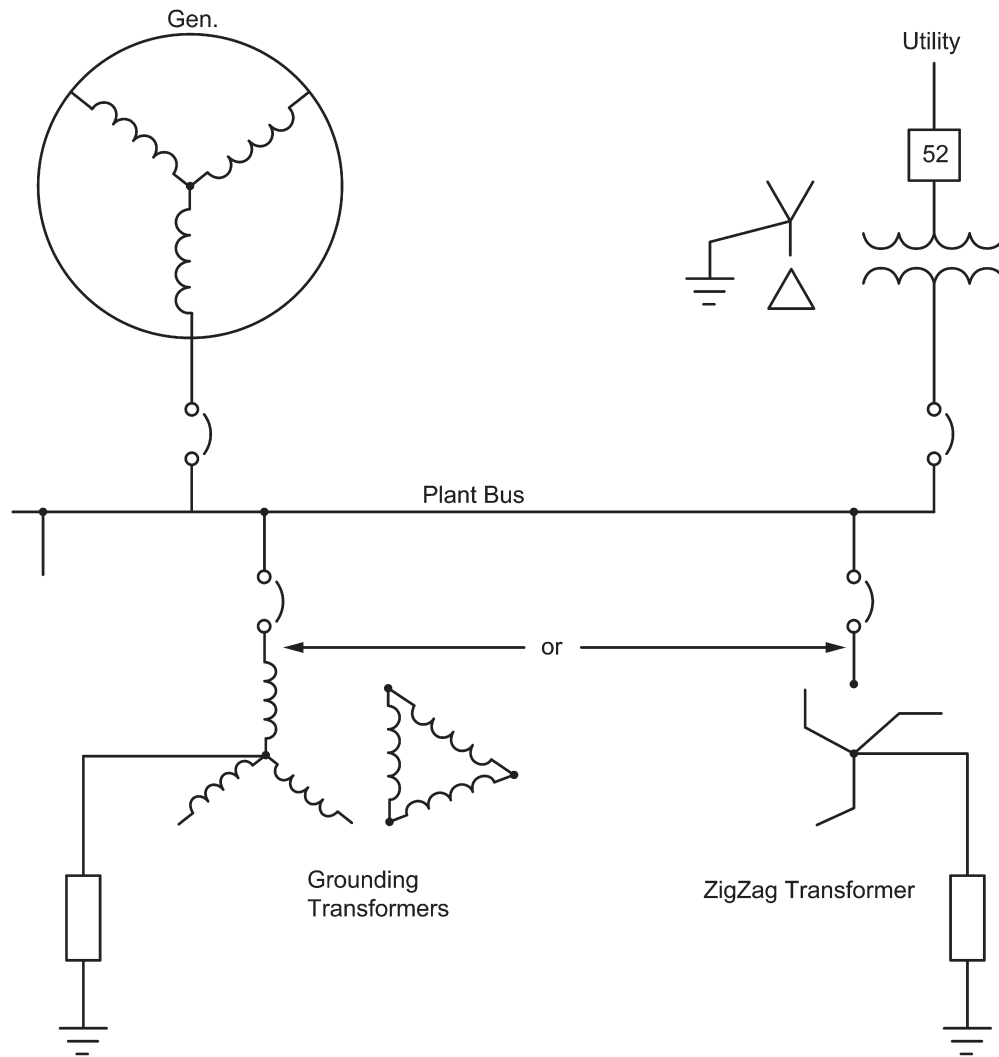 Gen.
Utility
52
Plant Bus
or
Grounding
Transformers
ZigZag Transformer